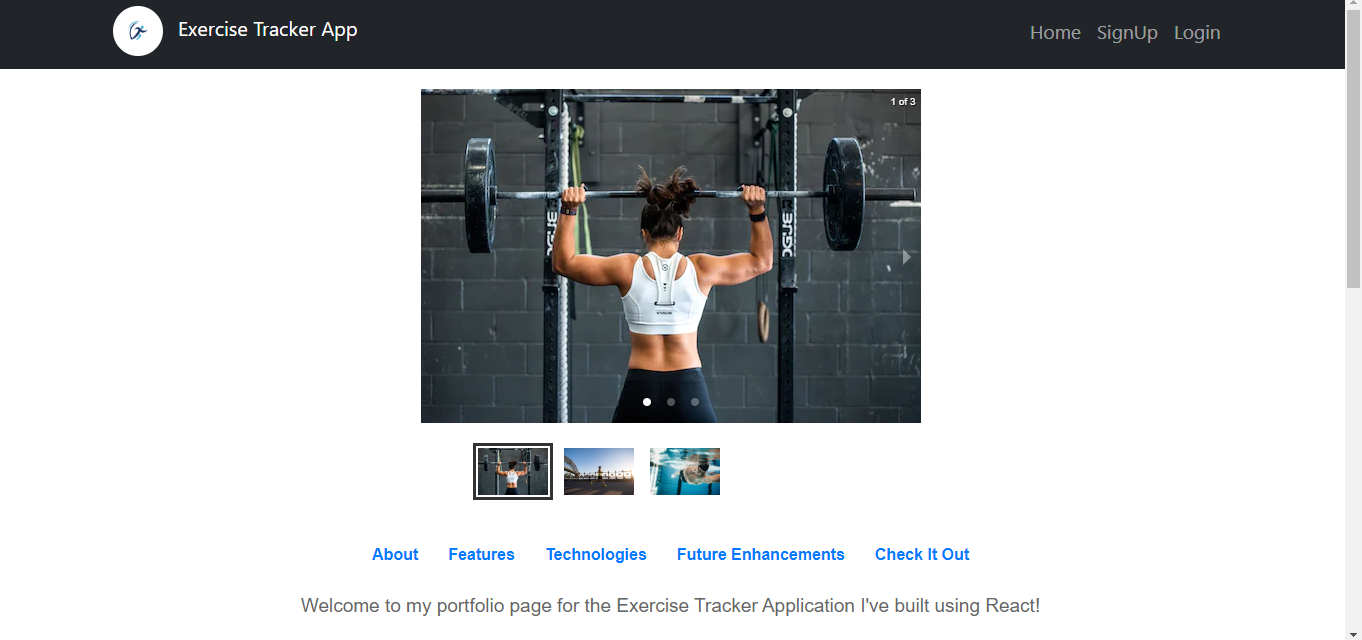 Exercise Tracker App
Home SignUp Login
1 of 3
About Features Technologies Future Enhancements Check It Out
Welcome to my portfolio page for the Exercise Tracker Application I've built using React!